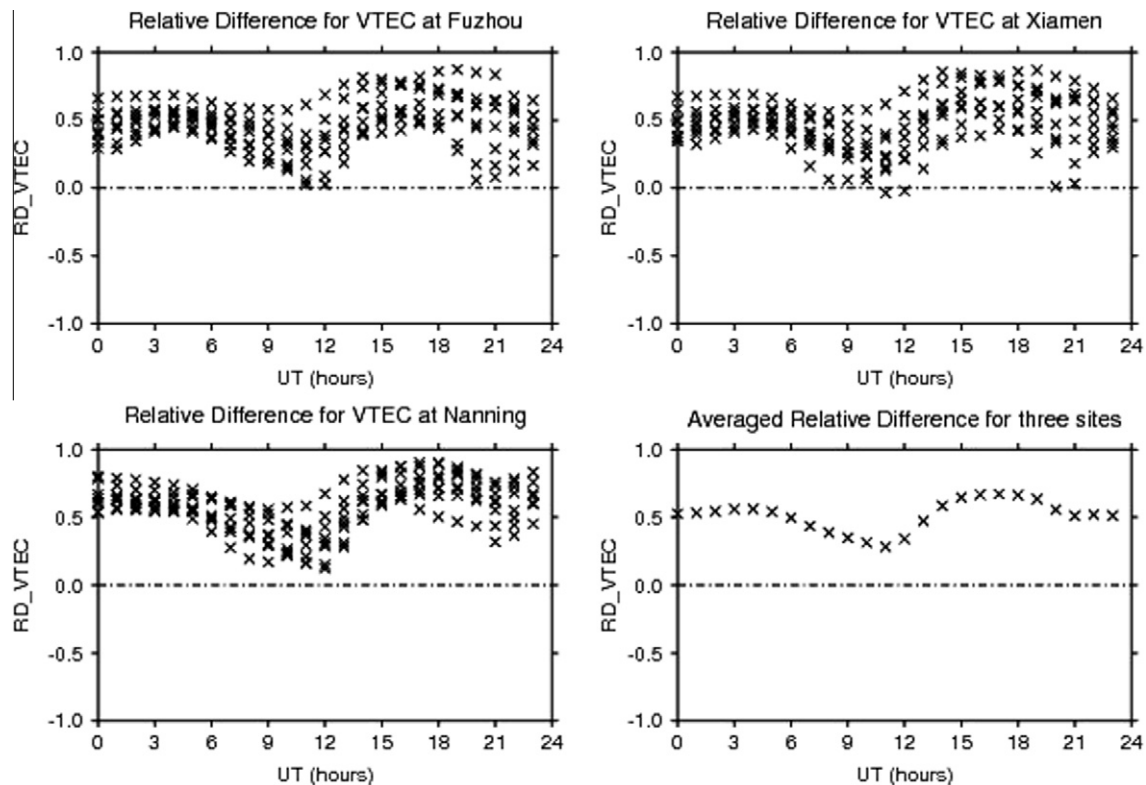 Relative Difference for VTEC at Fuzhou
1.0
0.5
0.0
-0.5
-1.0
RD_VTEC
0 3 6 9 12 15 18 21 24
UT (hours)
Relative Difference for VTEC at Xiamen
1.0
0.5
0.0
-0.5
-1.0
RD_VTEC
0 3 6 9 12 15 18 21 24
UT (hours)
Relative Difference for VTEC at Nanning
1.0
0.5
0.0
-0.5
-1.0
RD_VTEC
0 3 6 9 12 15 18 21 24
UT (hours)
Averaged Relative Difference for three sites
1.0
0.5
0.0
-0.5
-1.0
RD_VTEC
0 3 6 9 12 15 18 21 24
UT (hours)